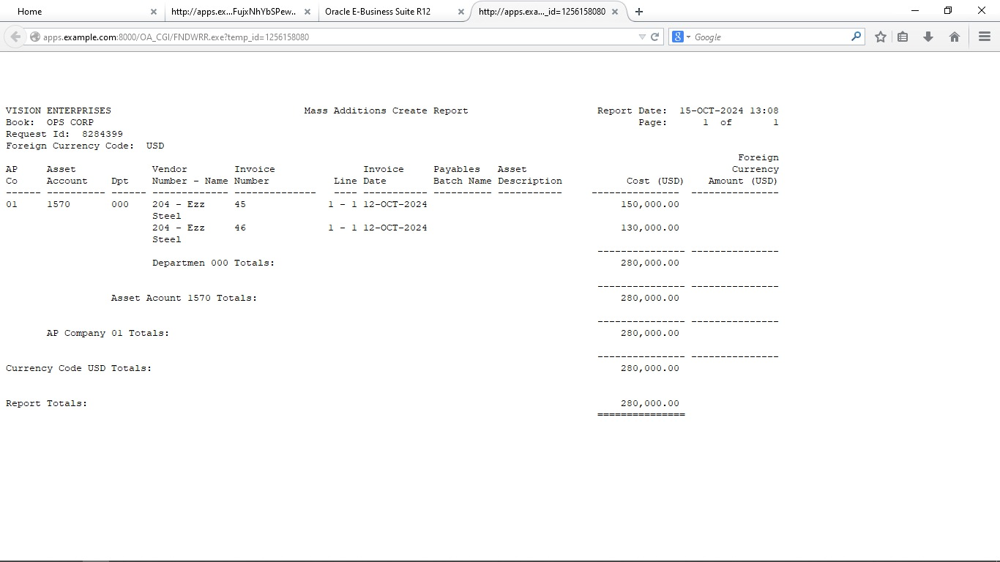 Home http://apps.ex...FujxNhYbSPew.. Oracle E-Business Suite R12 http://apps.exa..._id=1256158080
apps.example.com:8000/OA_CGI/FNDWRR.exe?temp_id=1256158080 8 Google
VISION ENTERPRISES Mass Additions Create Report Report Date: 15-OCT-2024 13:08
Book: OPS CORP Page: 1 of 1
Request Id: 8284399
Foreign Currency Code: USD
Foreign
AP Asset Vendor Invoice Invoice Payables Asset Currency
Co Account Dpt Number - Name Number Line Date Batch Name Description Cost (USD) Amount (USD)
------ ---------- ------ ------------- -------------- ---- ----------- ---------- ----------- --------------- ---------------
01 1570 000 204 - Ezz 45 1 - 1 12-OCT-2024 150,000.00
Steel
204 - Ezz 46 1 - 1 12-OCT-2024 130,000.00
Steel
--------------- ---------------
Departmen 000 Totals: 280,000.00
--------------- ---------------
Asset Acount 1570 Totals: 280,000.00
--------------- ---------------
AP Company 01 Totals: 280,000.00
--------------- ---------------
Currency Code USD Totals: 280,000.00
Report Totals: 280,000.00
===============